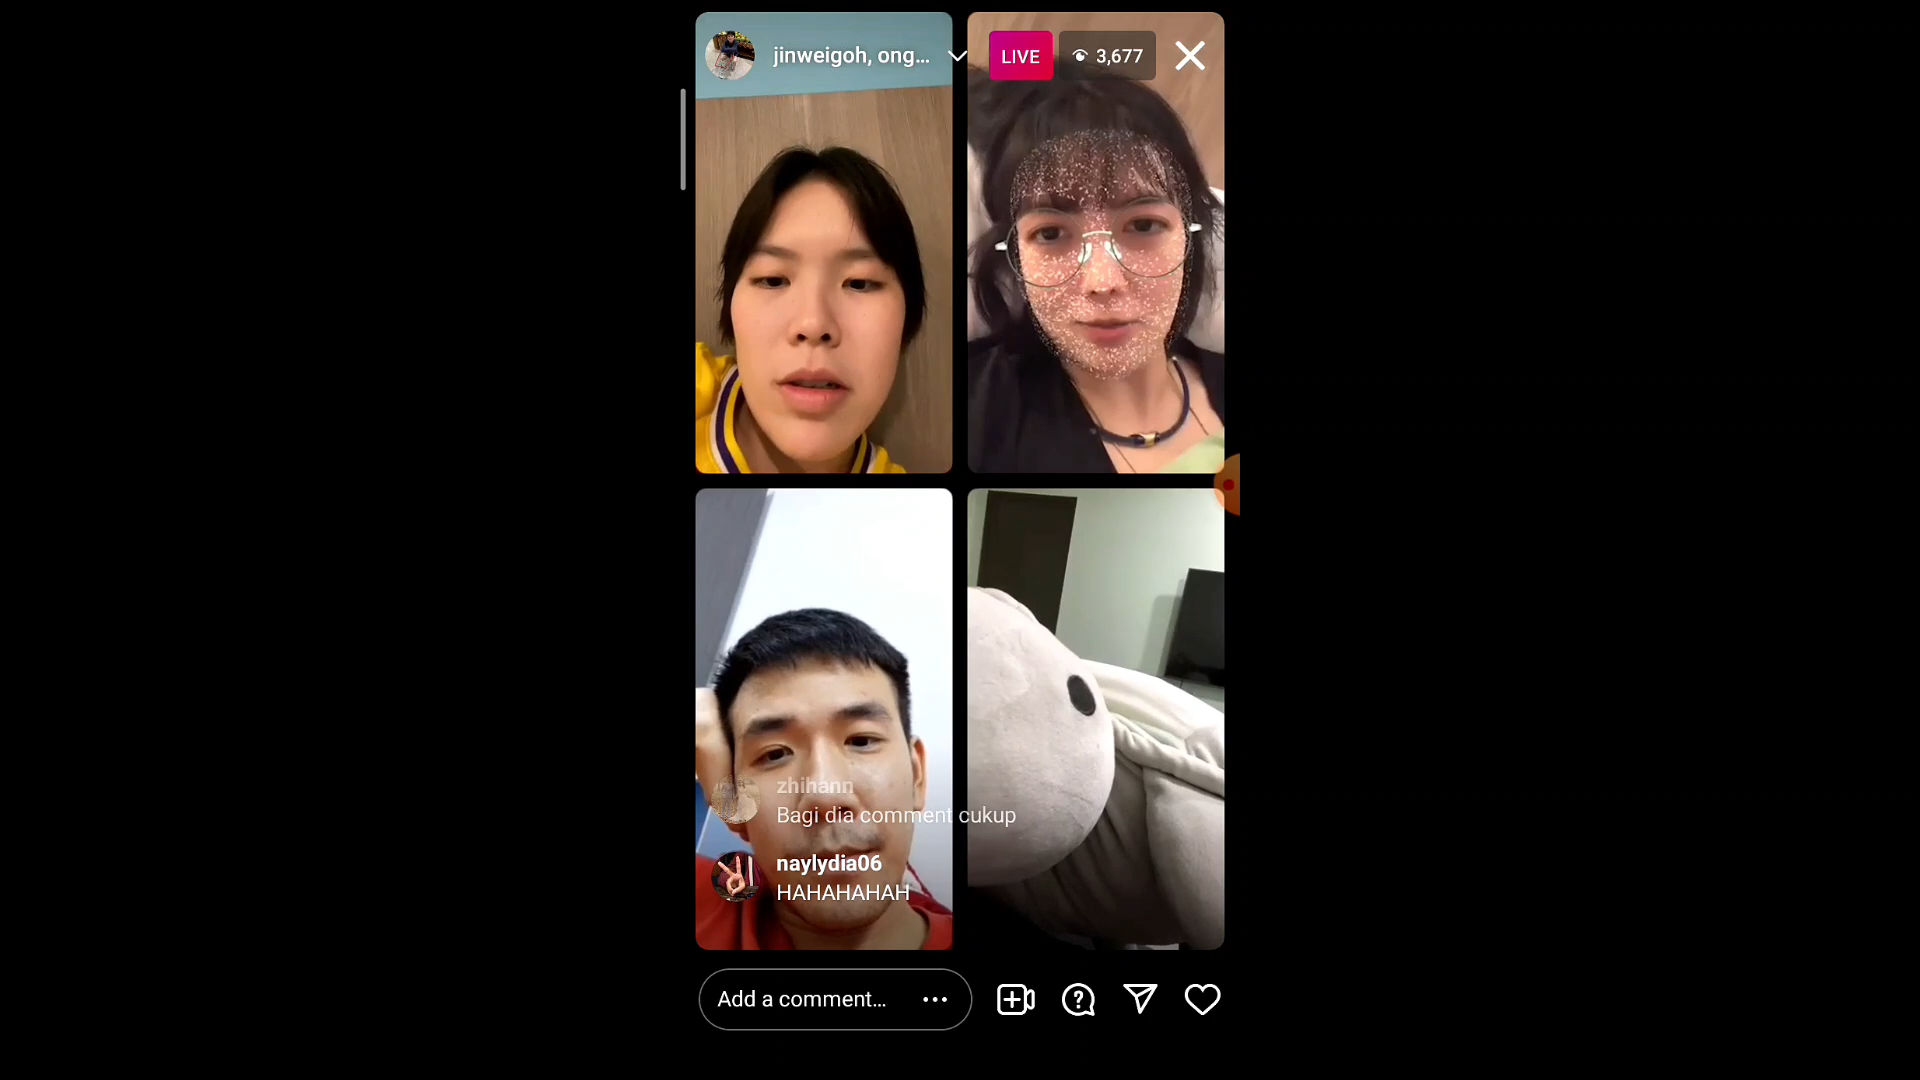 jinweigoh, ong...
LIVE
3,677
zhihann
Bagi dia comment cukup
naylydia06
HAHAHAHAH
Add a comment...